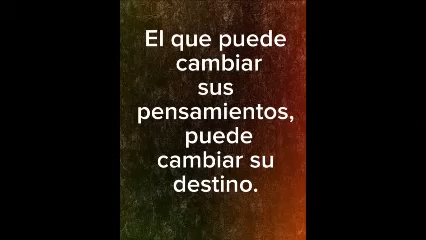 El que puede
cambiar
sus
pensamientos,
puede
cambiar su
destino.